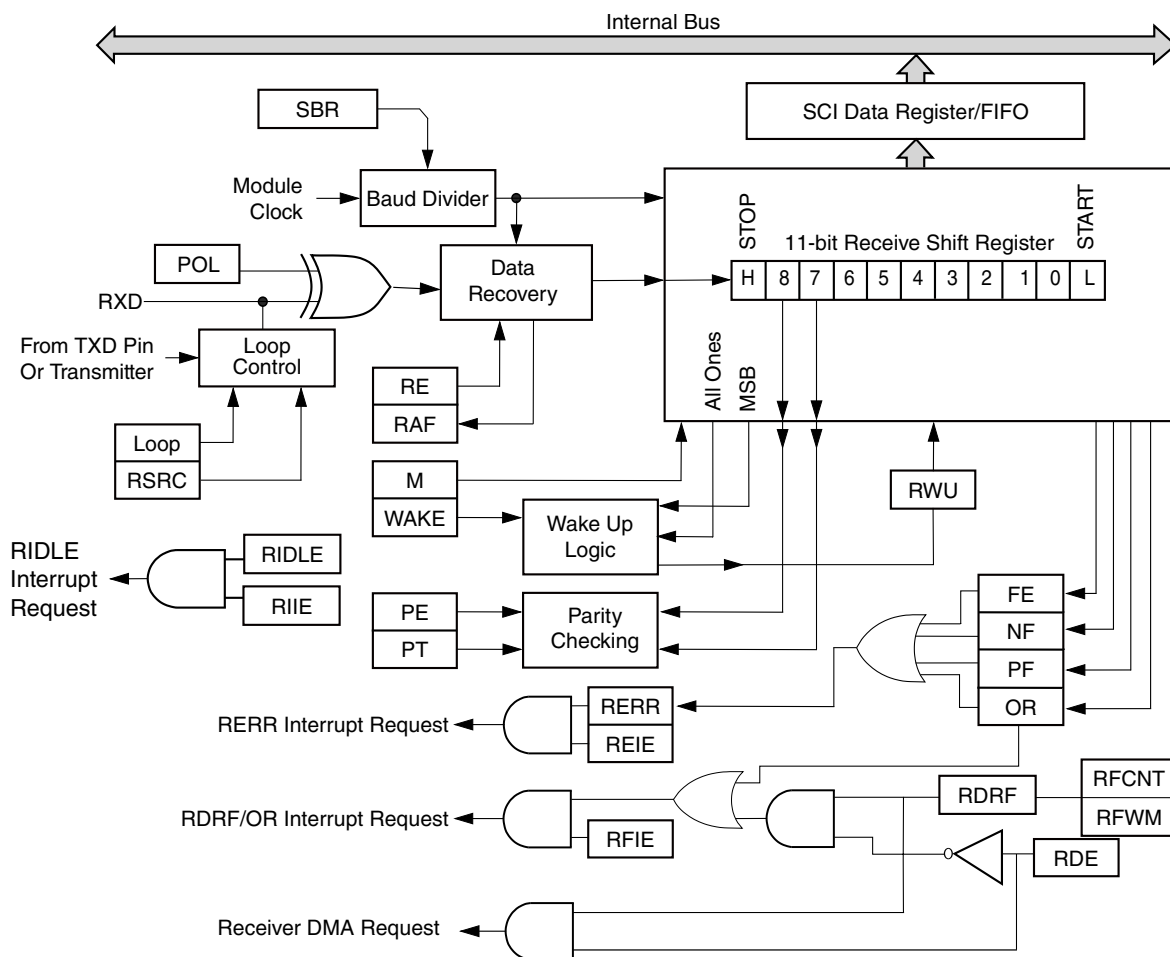 Internal Bus
SBR
SCI Data Register/FIFO
Module
Clock
Baud Divider
STOP
START
11-bit Receive Shift Register
H 8 7 6 5 4 3 2 1 0 L
POL
RXD
Data
Recovery
From TXD Pin
Or Transmitter
Loop
Control
All Ones
MSB
RE
RAF
Loop
RSRC
M
WAKE
Wake Up
Logic
RWU
RIDLE
Interrupt
Request
RIDLE
RIIE
PE
PT
Parity
Checking
FE
NF
PF
OR
RERR Interrupt Request
RERR
REIE
RDRF/OR Interrupt Request
RFIE
RDRF
RFCNT
RFWM
RDE
Receiver DMA Request